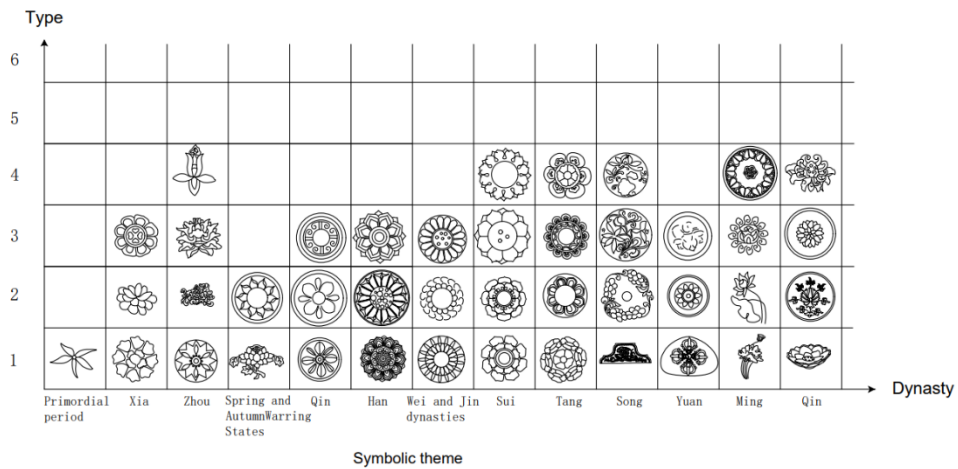 Type
6
5
4
3
2
1
Primordial period
Xia
Zhou
Spring and AutumnWarring States
Qin
Han
Wei and Jin dynasties
Sui
Tang
Song
Yuan
Ming
Qin
Dynasty
Symbolic theme